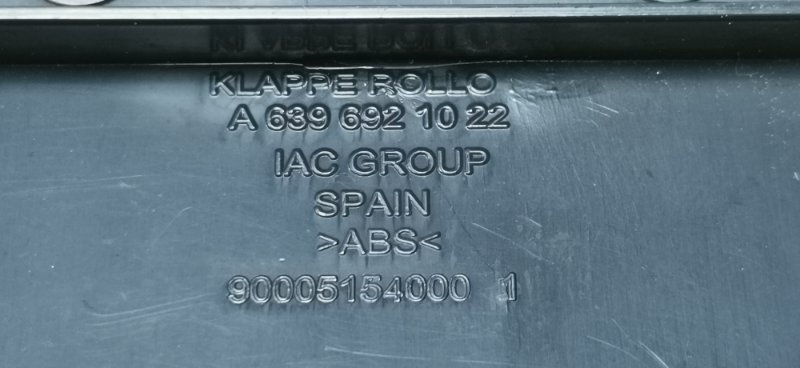 KLAPPE ROLLO
A 639 692 10 22
IAC GROUP
SPAIN
>ABS<
90005154000 1